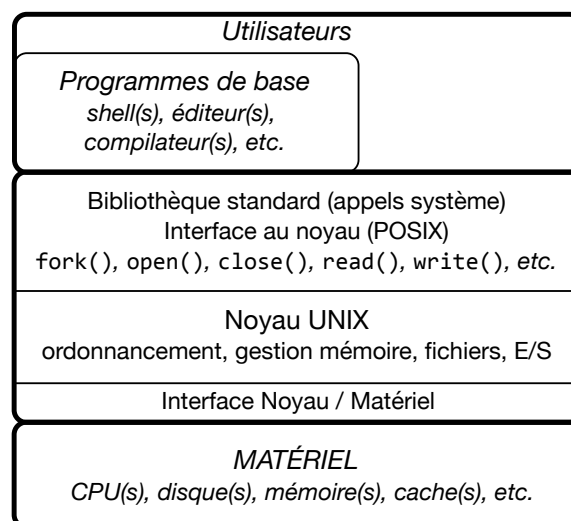 Utilisateurs
Programmes de base
shell(s), éditeur(s),
compilateur(s), etc.
Bibliothèque standard (appels système)
Interface au noyau (POSIX)
fork(), open(), close(), read(), write(), etc.
Noyau UNIX
ordonnancement, gestion mémoire, fichiers, E/S
Interface Noyau / Matériel
MATÉRIEL
CPU(s), disque(s), mémoire(s), cache(s), etc.